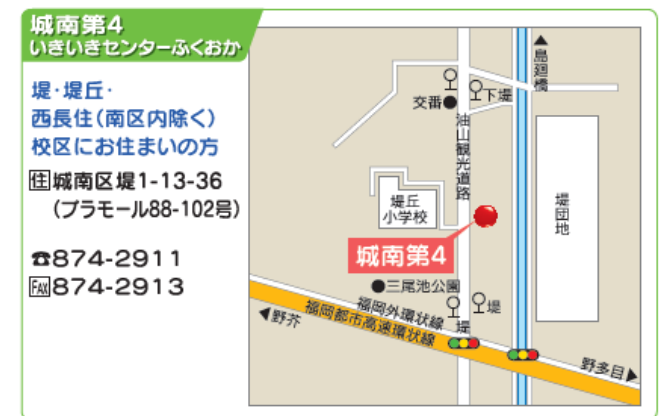 城南第4
いきいきセンターふくおか
堤・堤丘・
西長住(南区内除く)
校区にお住まいの方
住城南区堤1-13-36
(プラモール88-102号)
☎874-2911
FAX874-2913
▲島廻橋
交番●
下堤
油山観光道路
堤丘
小学校
堤団地
城南第4
●三尾池公園
堤
堤
福岡外環状線
福岡都市高速環状線
◀野芥
野多目▶